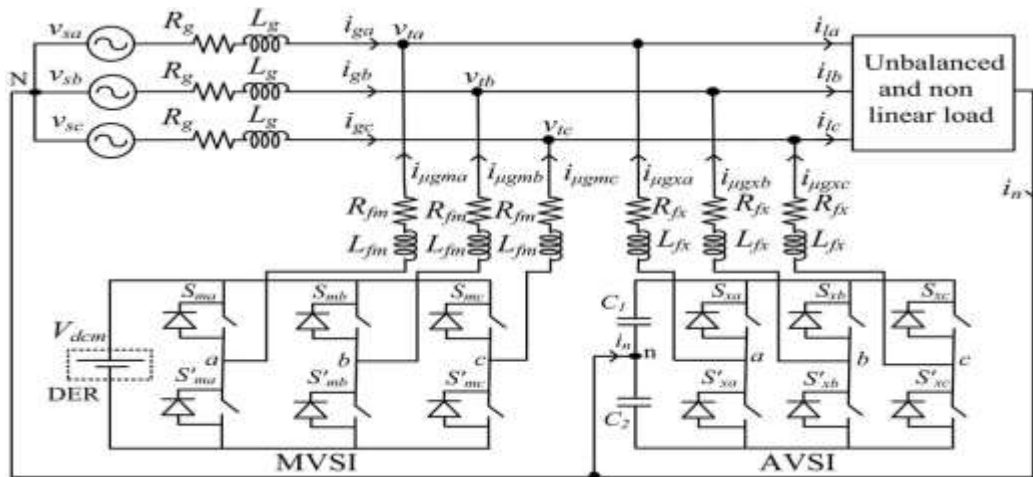 v_sa R_g L_g i_ga v_ta i_la
N v_sb R_g L_g i_gb v_tb i_lb
v_sc R_g L_g i_gc v_tc i_lc
Unbalanced
and non
linear load
i_μgma i_μgmb i_μgmc i_μgxa i_μgxb i_μgxc i_n
R_fm R_fm R_fm R_fx R_fx R_fx
L_fm L_fm L_fm L_fx L_fx L_fx
S_ma S_mb S_mc C_1 S_xa S_xb S_xc
V_dcm
a b c i_n n a b c
DER S'_ma S'_mb S'_mc C_2 S'_xa S'_xb S'_xc
MVSI AVSI